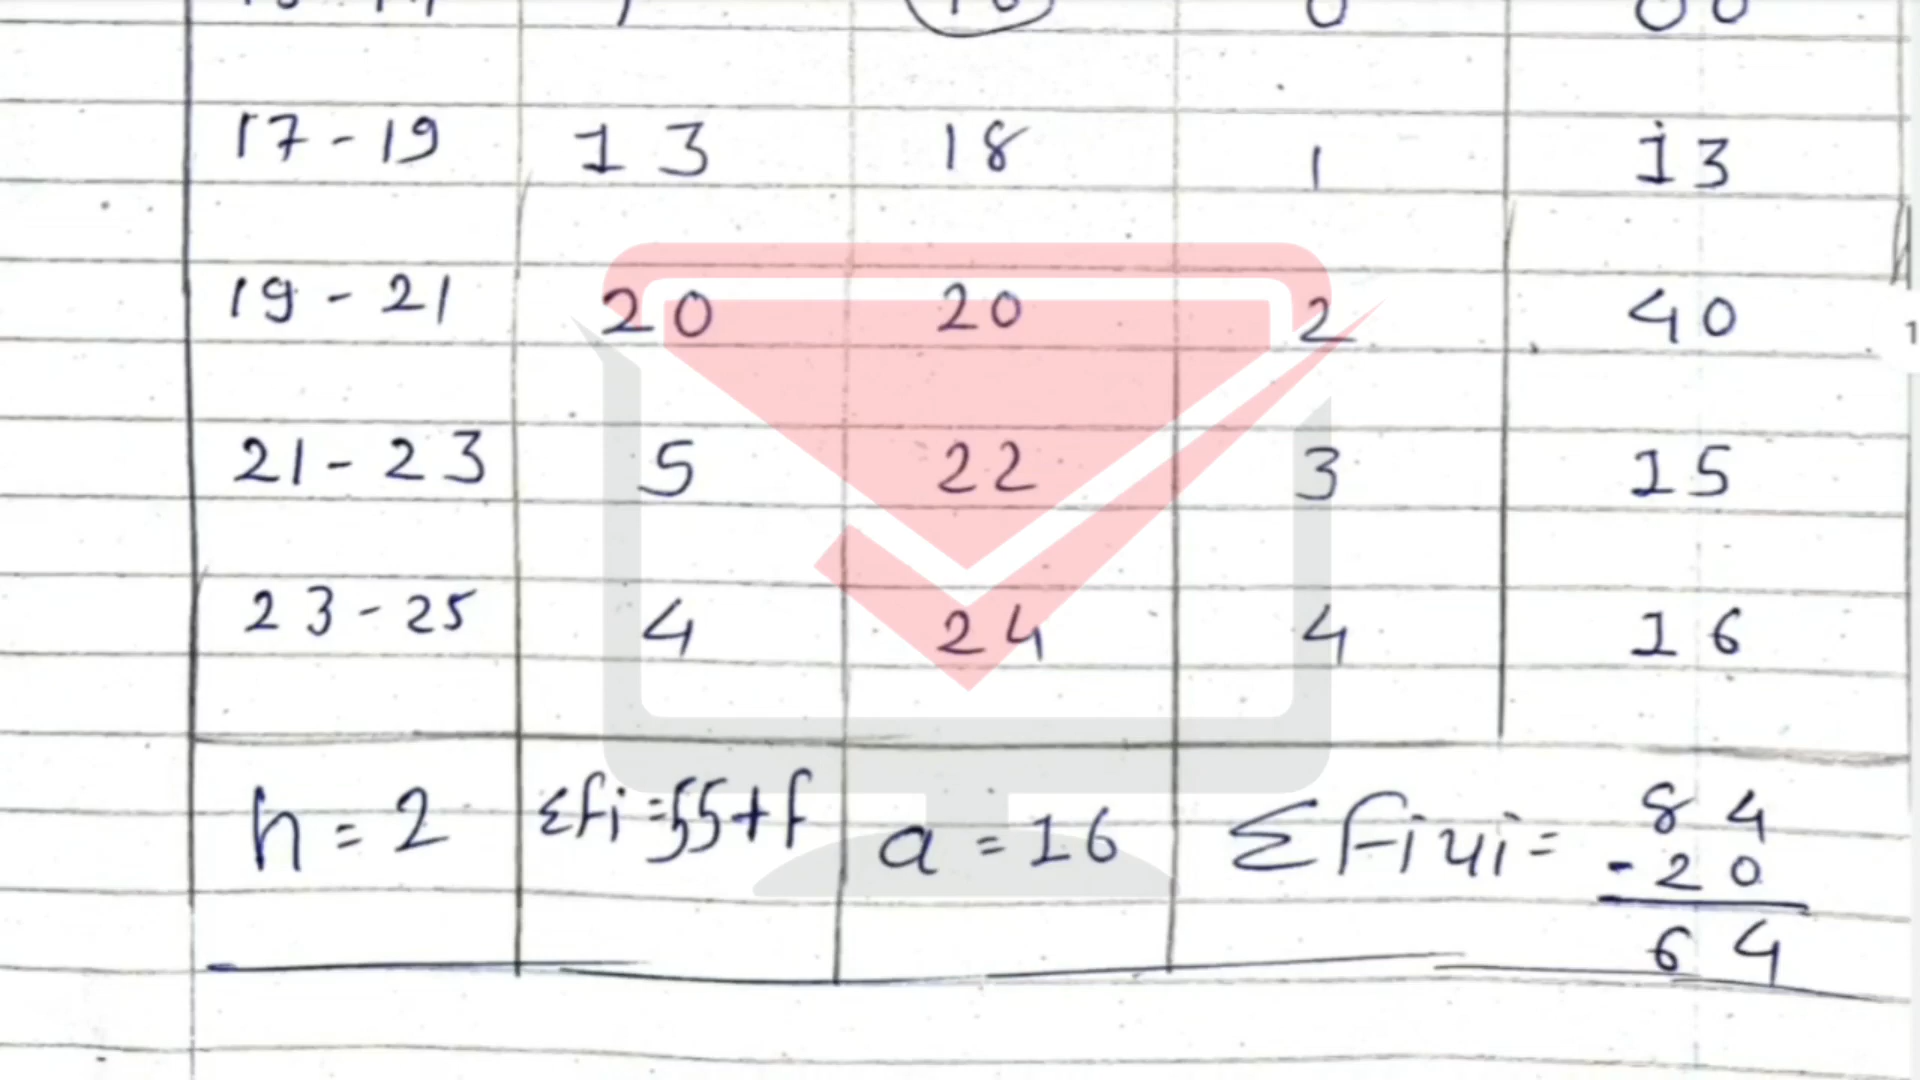 17-19 13 18 1 13
19-21 20 20 2 40
21-23 5 22 3 15
23-25 4 24 4 16
h=2 Σfi=55+f a=16 Σfiui= 84
-20
64
1